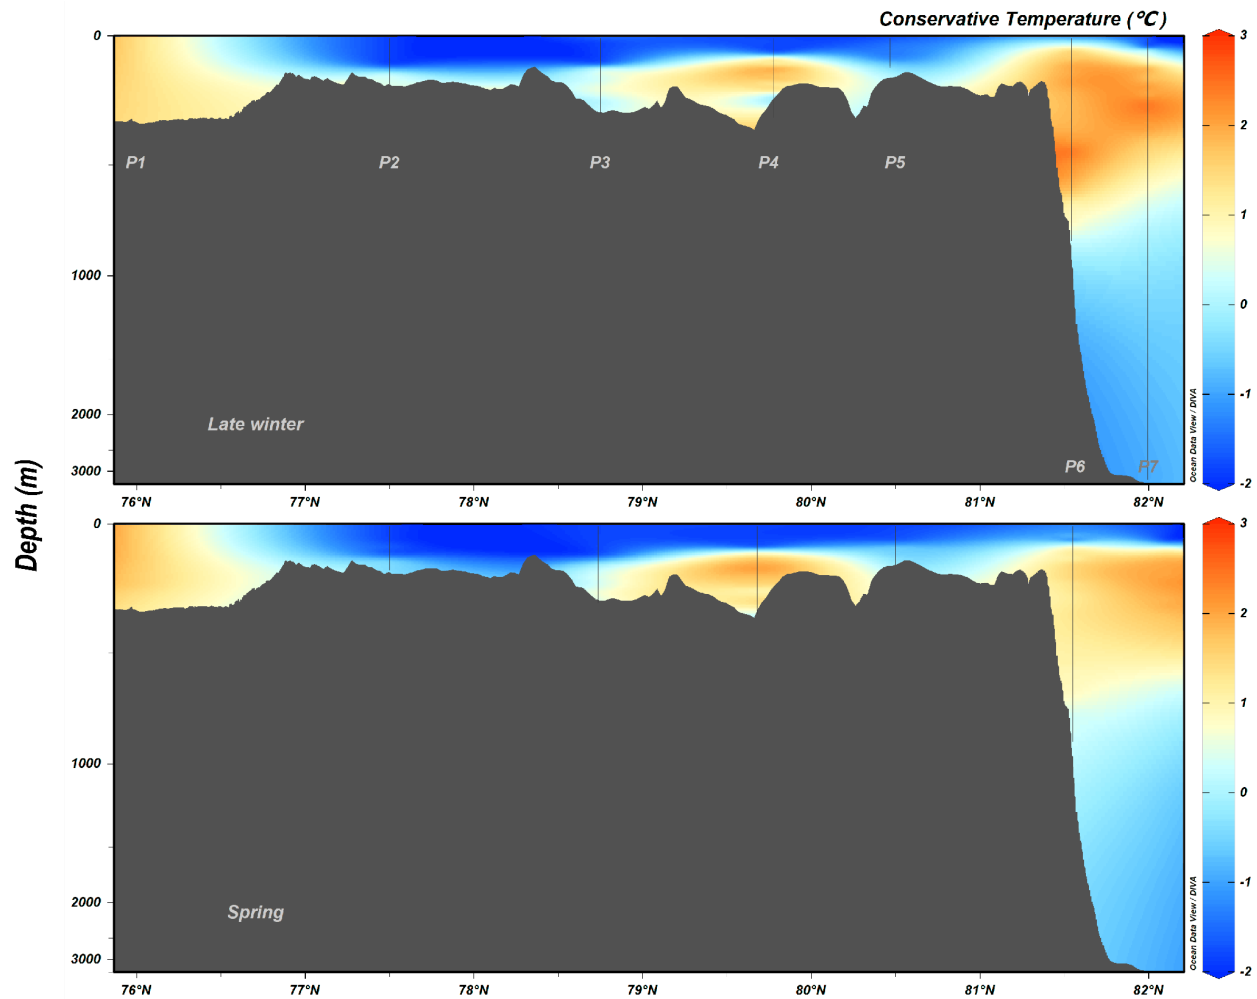 Conservative Temperature (℃)
0
1000
2000
3000
P1
P2
P3
P4
P5
P6
P7
Late winter
76°N
77°N
78°N
79°N
80°N
81°N
82°N
Ocean Data View / DIVA
3
2
1
0
-1
-2
Depth (m)
0
1000
2000
3000
Spring
76°N
77°N
78°N
79°N
80°N
81°N
82°N
Ocean Data View / DIVA
3
2
1
0
-1
-2